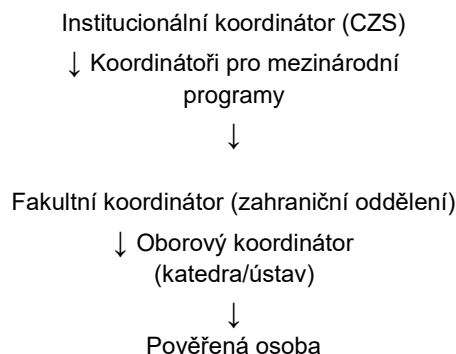 Institucionální koordinátor (CZS)
↓ Koordinátoři pro mezinárodní
programy
↓
Fakultní koordinátor (zahraniční oddělení)
↓ Oborový koordinátor
(katedra/ústav)
↓
Pověřená osoba